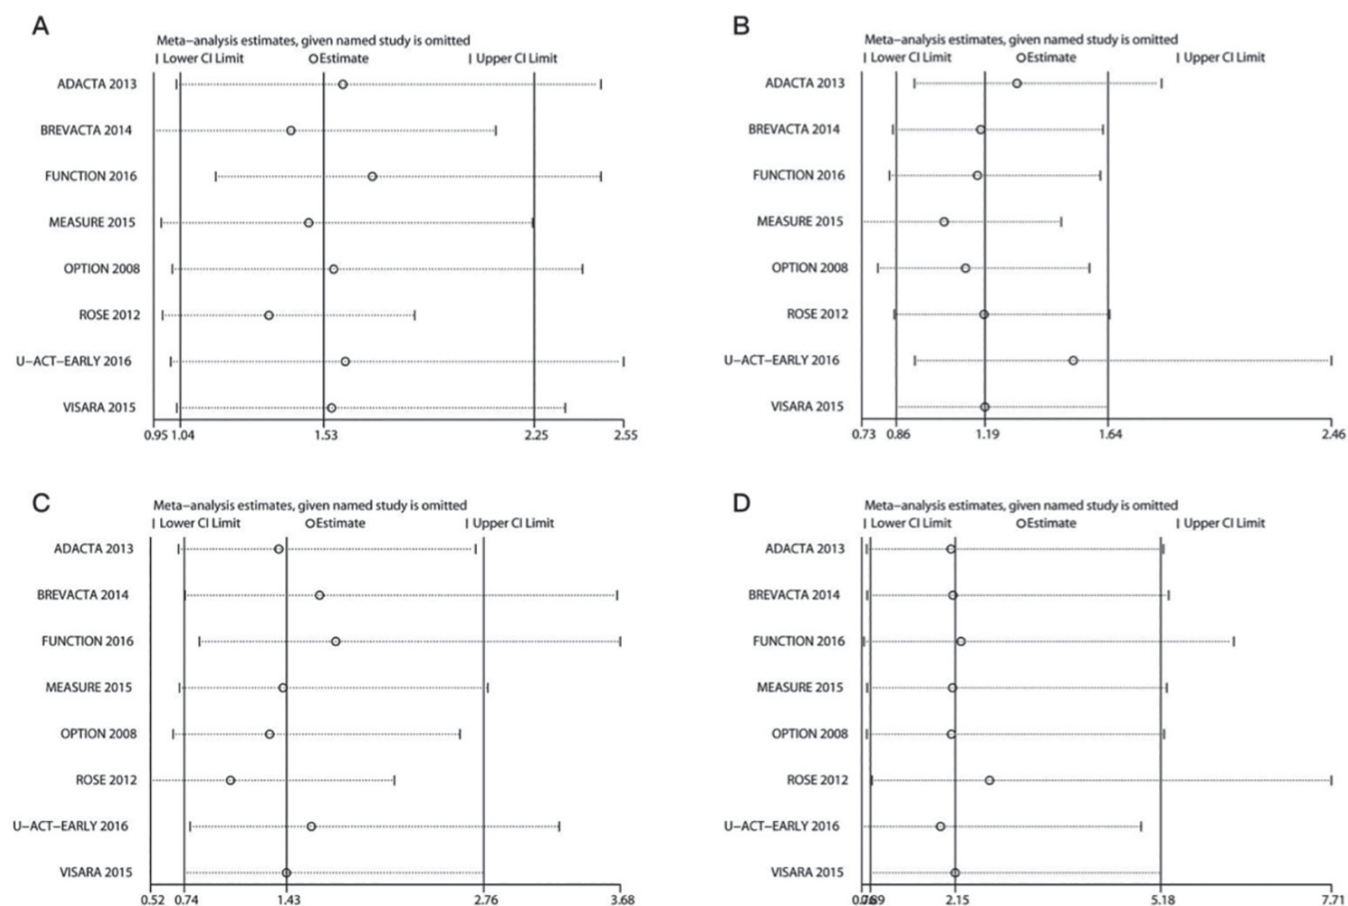 A
Meta−analysis estimates, given named study is omitted
| Lower CI Limit ○Estimate | Upper CI Limit
ADACTA 2013
BREVACTA 2014
FUNCTION 2016
MEASURE 2015
OPTION 2008
ROSE 2012
U−ACT−EARLY 2016
VISARA 2015
0.95 1.04 1.53 2.25 2.55
B
Meta−analysis estimates, given named study is omitted
| Lower CI Limit ○Estimate | Upper CI Limit
ADACTA 2013
BREVACTA 2014
FUNCTION 2016
MEASURE 2015
OPTION 2008
ROSE 2012
U−ACT−EARLY 2016
VISARA 2015
0.73 0.86 1.19 1.64 2.46
C
Meta−analysis estimates, given named study is omitted
| Lower CI Limit ○Estimate | Upper CI Limit
ADACTA 2013
BREVACTA 2014
FUNCTION 2016
MEASURE 2015
OPTION 2008
ROSE 2012
U−ACT−EARLY 2016
VISARA 2015
0.52 0.74 1.43 2.76 3.68
D
Meta−analysis estimates, given named study is omitted
| Lower CI Limit ○Estimate | Upper CI Limit
ADACTA 2013
BREVACTA 2014
FUNCTION 2016
MEASURE 2015
OPTION 2008
ROSE 2012
U−ACT−EARLY 2016
VISARA 2015
2.15 5.18 7.71